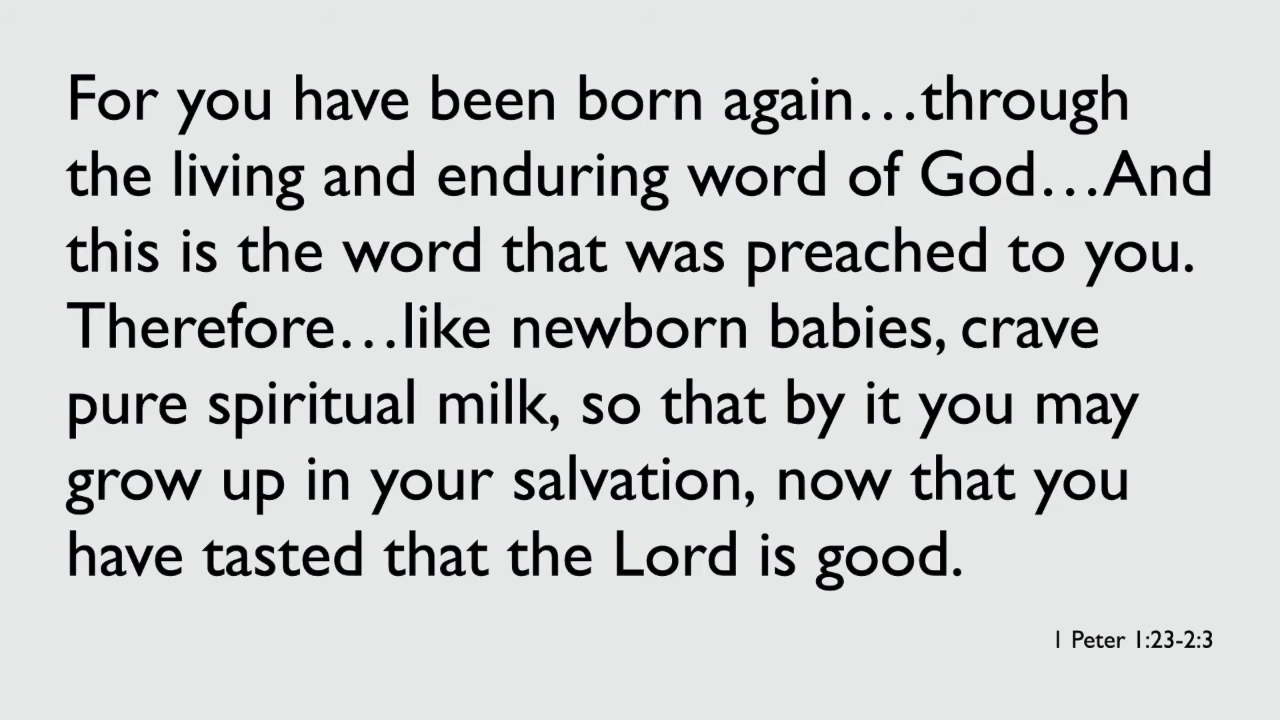 For you have been born again…through
the living and enduring word of God…And
this is the word that was preached to you.
Therefore…like newborn babies, crave
pure spiritual milk, so that by it you may
grow up in your salvation, now that you
have tasted that the Lord is good.
1 Peter 1:23-2:3